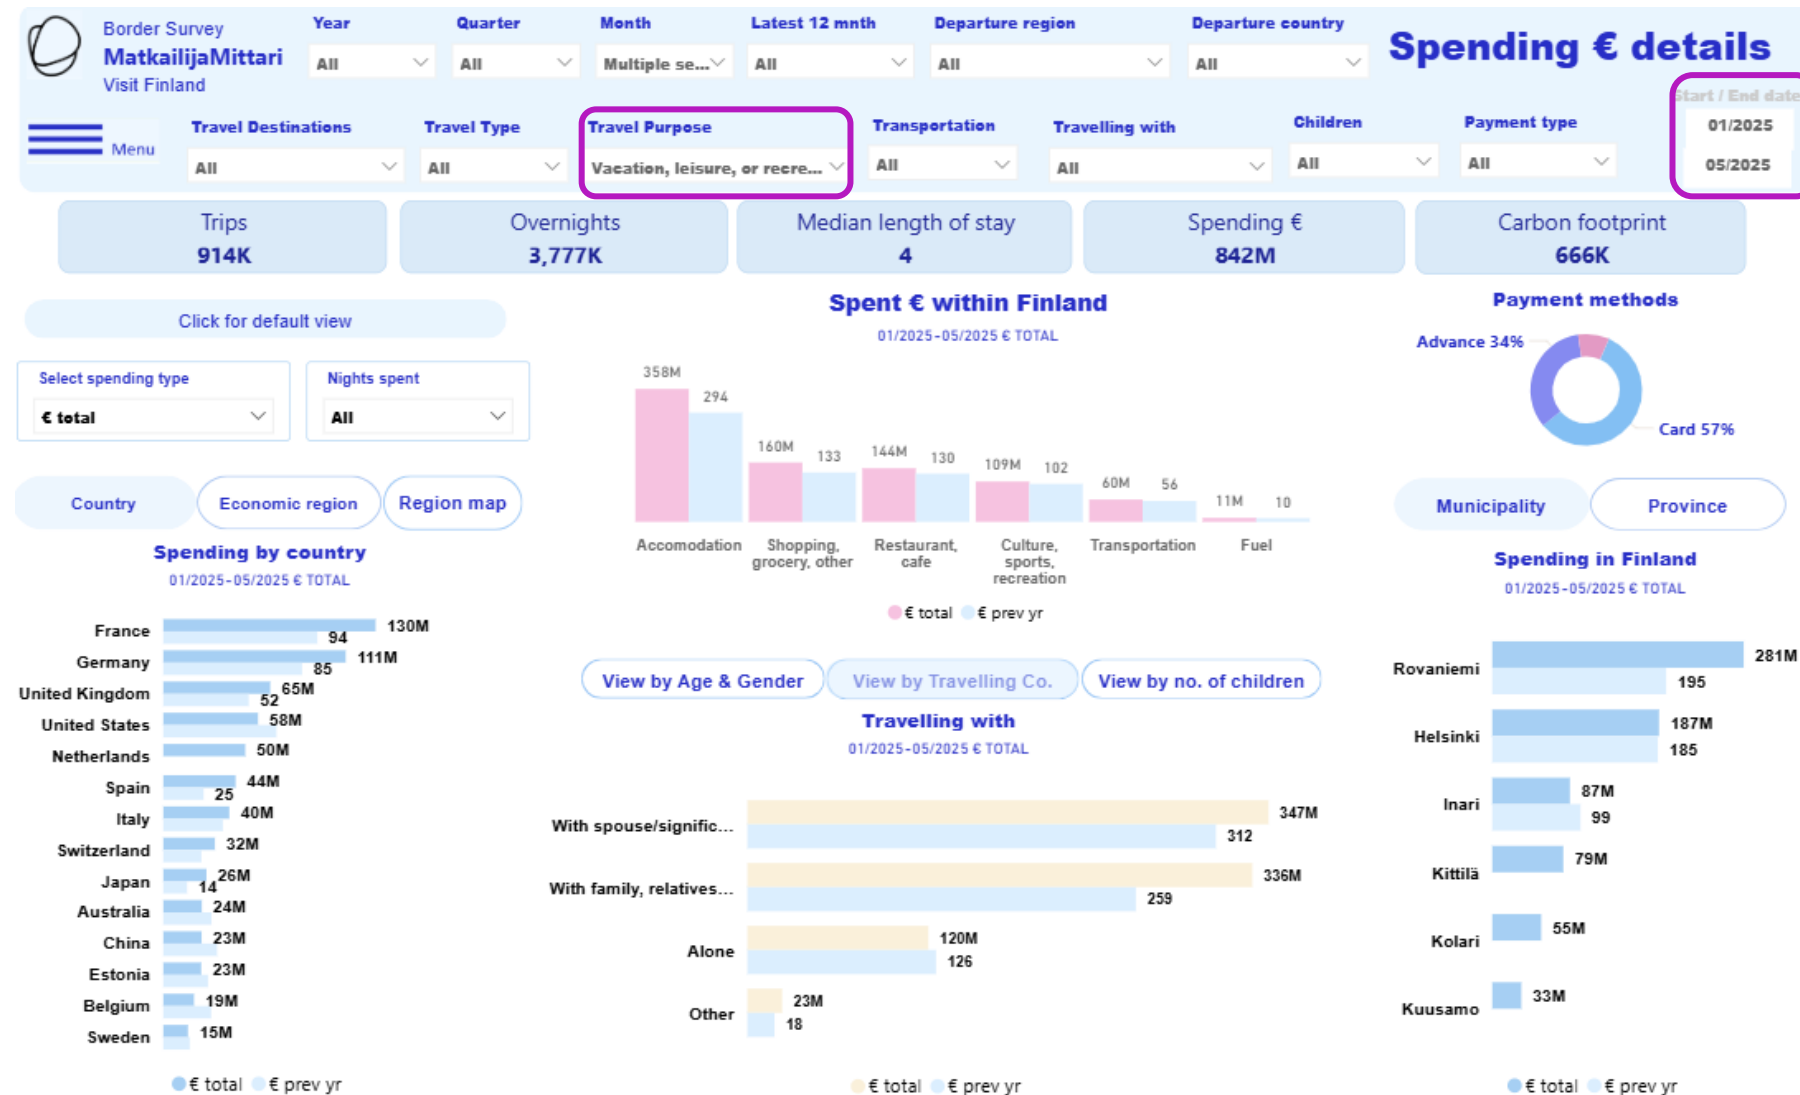 Border Survey
MatkailijaMittari
Visit Finland
Menu
Year
All
Quarter
All
Month
Multiple se...
Latest 12 mnth
All
Departure region
All
Departure country
All
Spending € details
Start / End date
01/2025
05/2025
Travel Destinations
All
Travel Type
All
Travel Purpose
Vacation, leisure, or recre...
Transportation
All
Travelling with
All
Children
All
Payment type
All
Trips
914K
Overnights
3,777K
Median length of stay
4
Spending €
842M
Carbon footprint
666K
Click for default view
Select spending type
€ total
Nights spent
All
Country
Economic region
Region map
Spending by country
01/2025-05/2025 € TOTAL
France 130M
94
Germany 111M
85
United Kingdom 65M
52
United States 58M
Netherlands 50M
Spain 44M
25
Italy 40M
Switzerland 32M
Japan 26M
14
Australia 24M
China 23M
Estonia 23M
Belgium 19M
Sweden 15M
€ total € prev yr
Spent € within Finland
01/2025-05/2025 € TOTAL
358M 294
160M 133
144M 130
109M 102
60M 56
11M 10
Accomodation
Shopping,
grocery, other
Restaurant,
cafe
Culture,
sports,
recreation
Transportation
Fuel
€ total € prev yr
View by Age & Gender
View by Travelling Co.
View by no. of children
Travelling with
01/2025-05/2025 € TOTAL
With spouse/signific... 347M
312
With family, relatives... 336M
259
Alone 120M
126
Other 23M
18
€ total € prev yr
Payment methods
Advance 34%
Card 57%
Municipality
Province
Spending in Finland
01/2025-05/2025 € TOTAL
Rovaniemi 281M
195
Helsinki 187M
185
Inari 87M
99
Kittilä 79M
Kolari 55M
Kuusamo 33M
€ total € prev yr